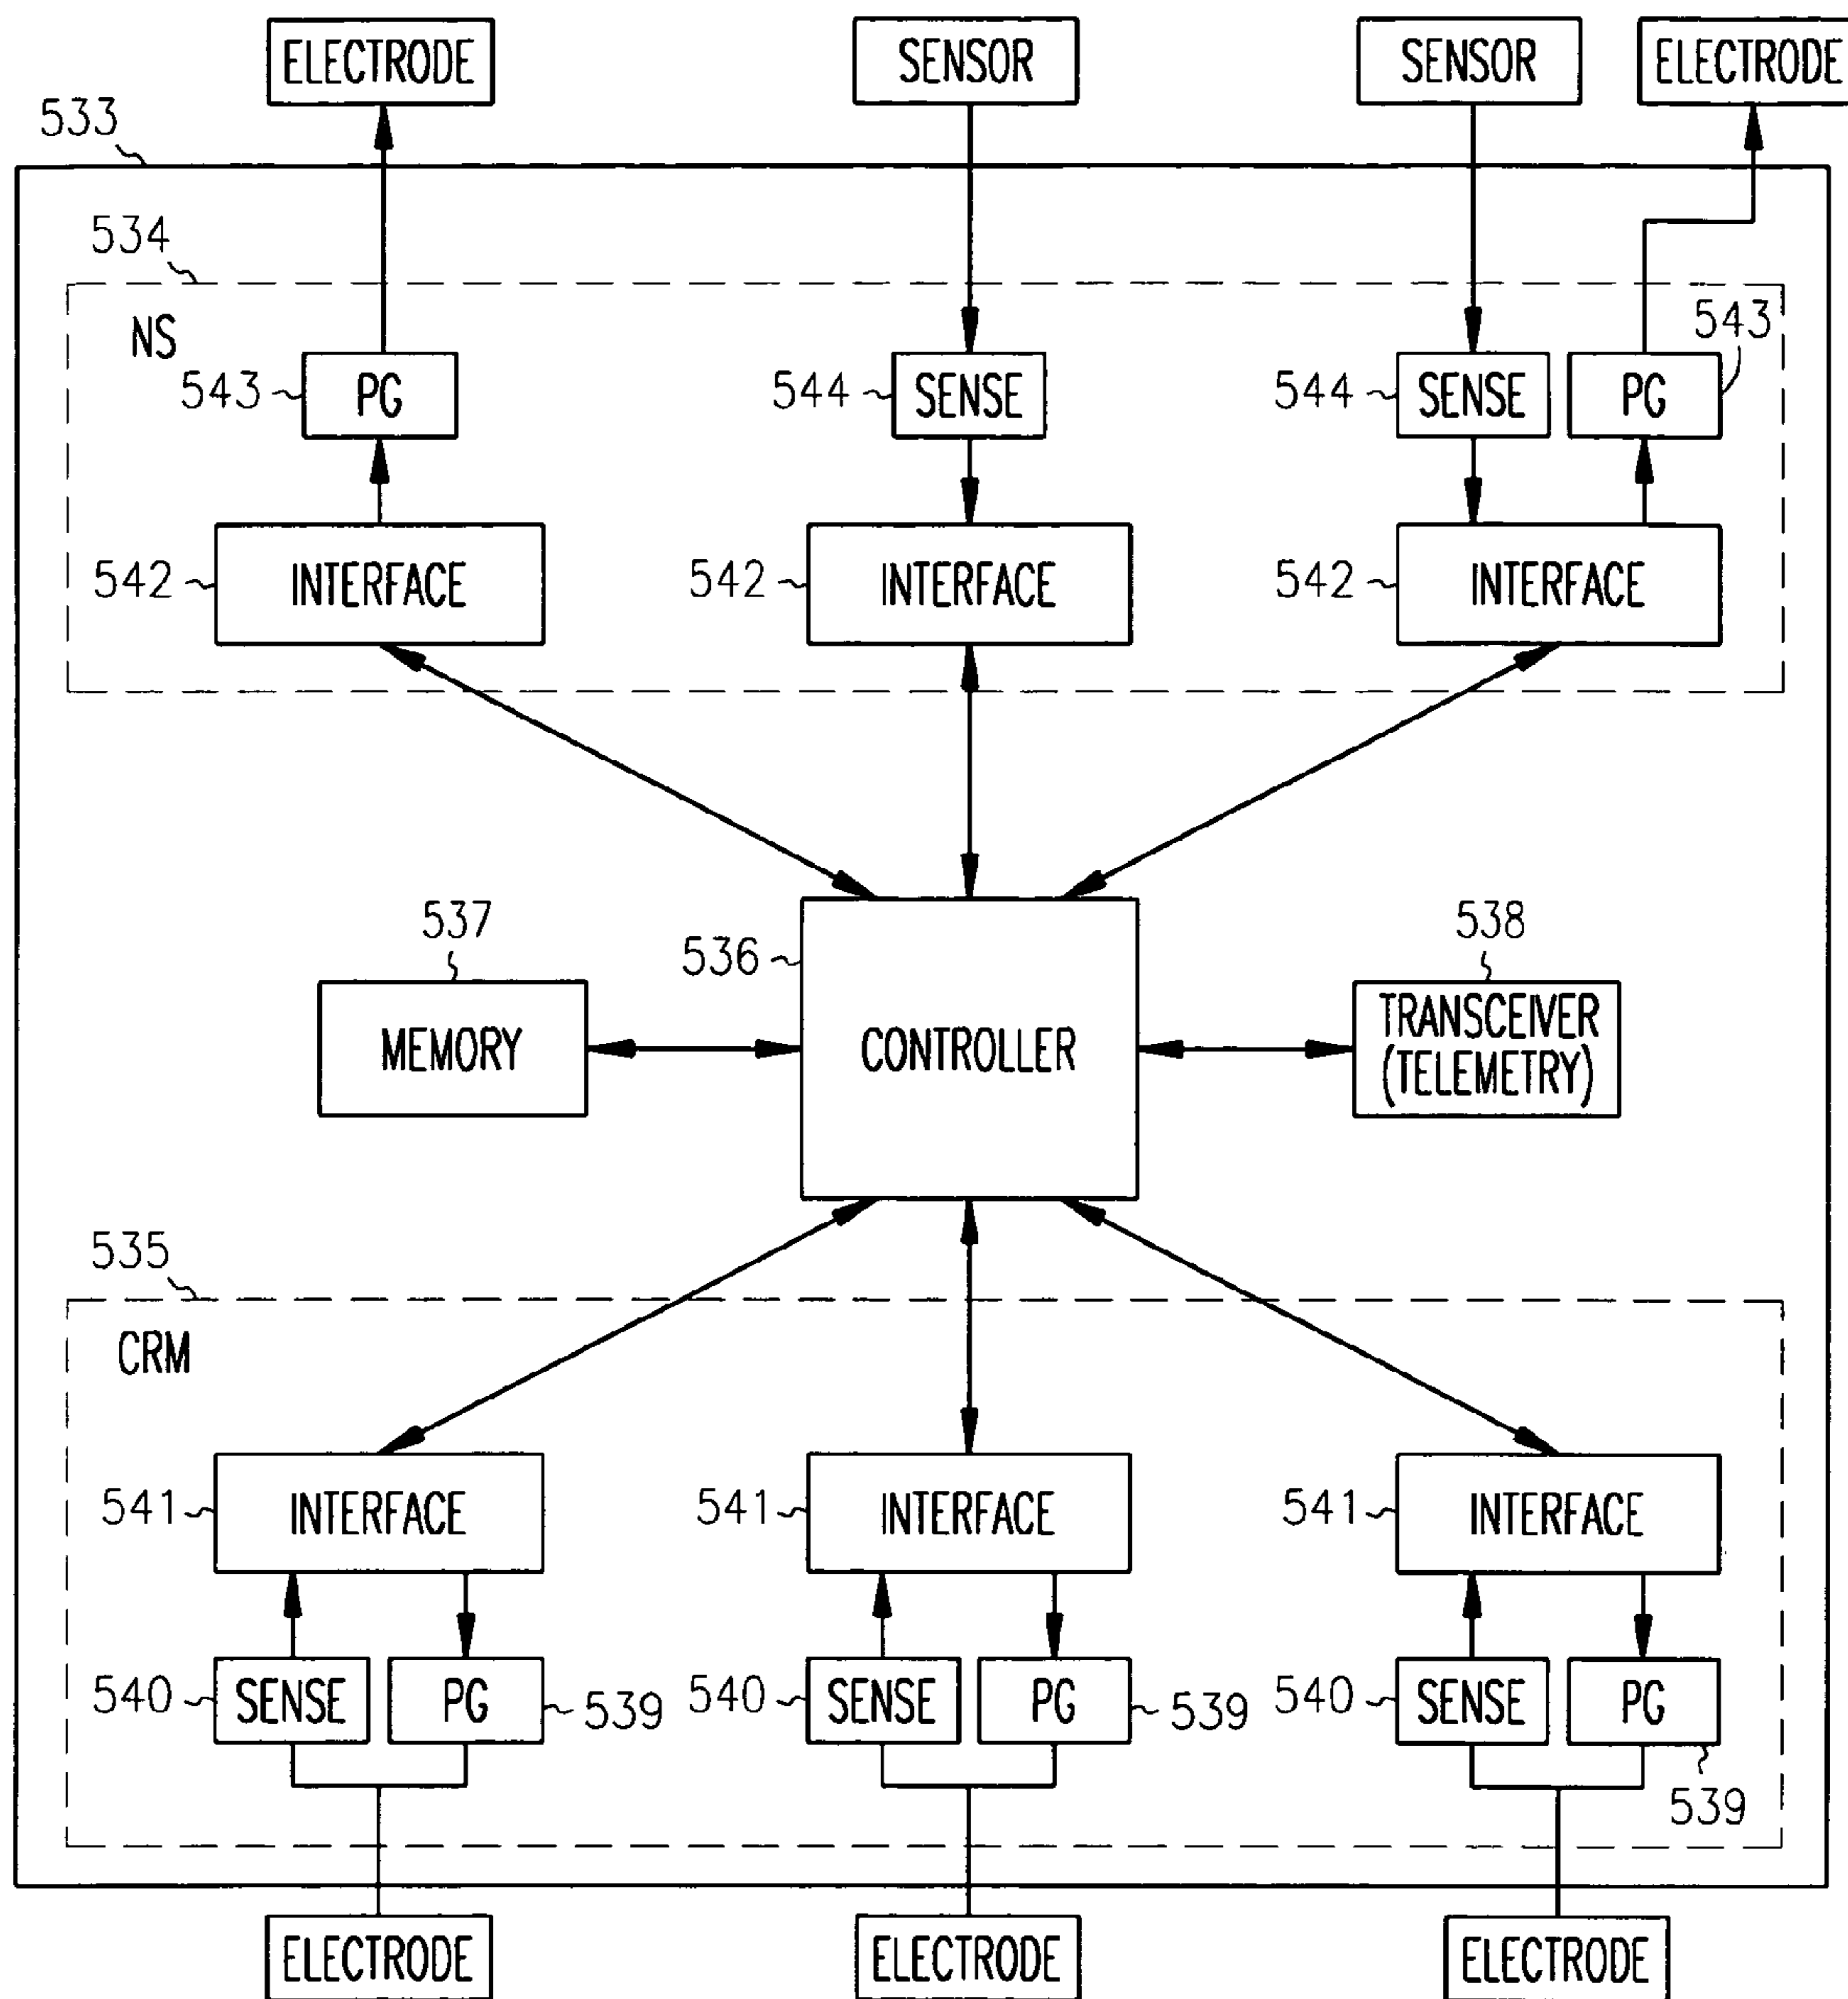 ELECTRODE SENSOR SENSOR ELECTRODE
533
534
NS
543
543 PG 544 SENSE 544 SENSE PG
542 INTERFACE 542 INTERFACE 542 INTERFACE
537 538
536
MEMORY CONTROLLER TRANSCEIVER
(TELEMETRY)
535
CRM
541 INTERFACE 541 INTERFACE 541 INTERFACE
540 SENSE PG 539 540 SENSE PG 539 540 SENSE PG
539
ELECTRODE ELECTRODE ELECTRODE